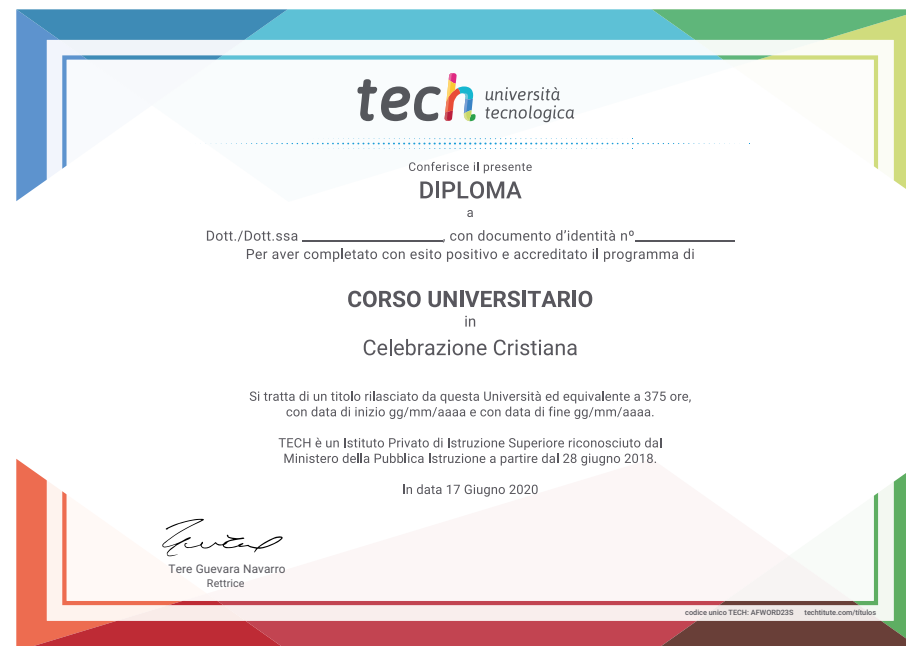 tech università
tecnologica
Conferisce il presente
DIPLOMA
a
Dott./Dott.ssa ____________________, con documento d'identità nº______________
Per aver completato con esito positivo e accreditato il programma di
CORSO UNIVERSITARIO
in
Celebrazione Cristiana
Si tratta di un titolo rilasciato da questa Università ed equivalente a 375 ore,
con data di inizio gg/mm/aaaa e con data di fine gg/mm/aaaa.
TECH è un Istituto Privato di Istruzione Superiore riconosciuto dal
Ministero della Pubblica Istruzione a partire dal 28 giugno 2018.
In data 17 Giugno 2020
Tere Guevara Navarro
Rettrice
codice unico TECH: AFWORD23S techtitute.com/titulos